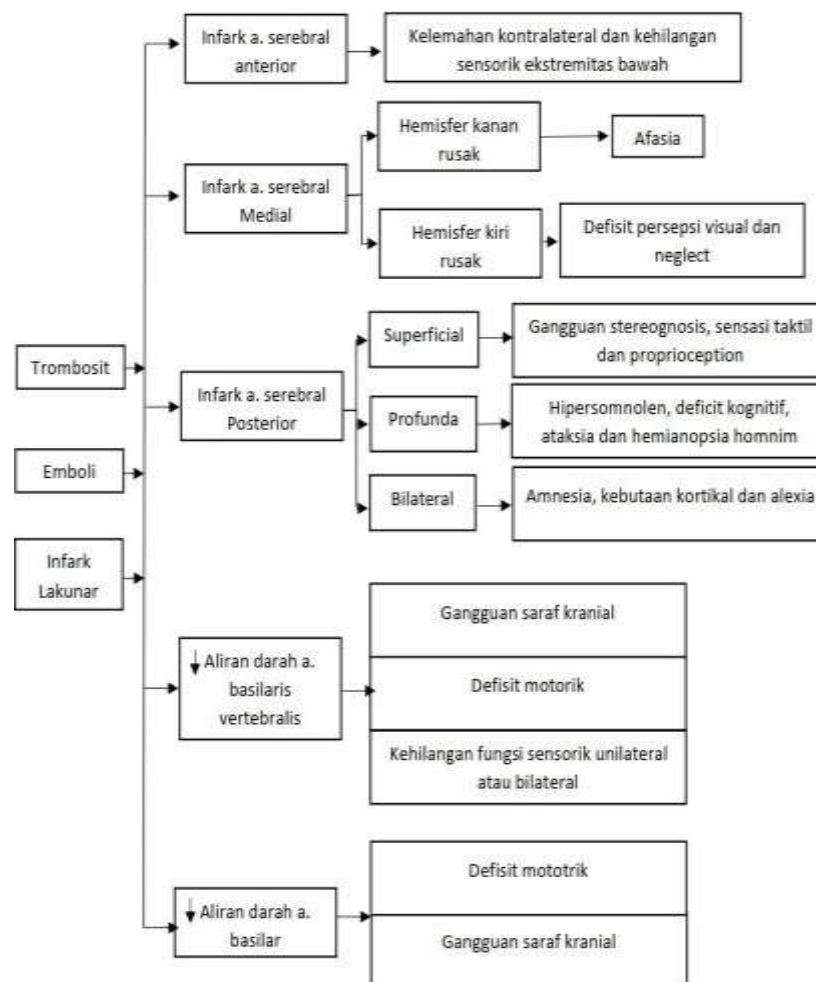 Infark a. serebral
anterior
Kelemahan kontralateral dan kehilangan
sensorik ekstremitas bawah
Infark a. serebral
Medial
Hemisfer kanan
rusak
Afasia
Hemisfer kiri
rusak
Defisit persepsi visual dan
neglect
Trombosit
Emboli
Infark
Lakunar
Infark a. serebral
Posterior
Superficial
Gangguan stereognosis, sensasi taktil
dan proprioception
Profunda
Hipersomnolen, deficit kognitif,
ataksia dan hemianopsia homnim
Bilateral
Amnesia, kebutaan kortikal dan alexia
Aliran darah a.
basilaris
vertebralis
Gangguan saraf kranial
Defisit motorik
Kehilangan fungsi sensorik unilateral
atau bilateral
Aliran darah a.
basilar
Defisit mototrik
Gangguan saraf kranial